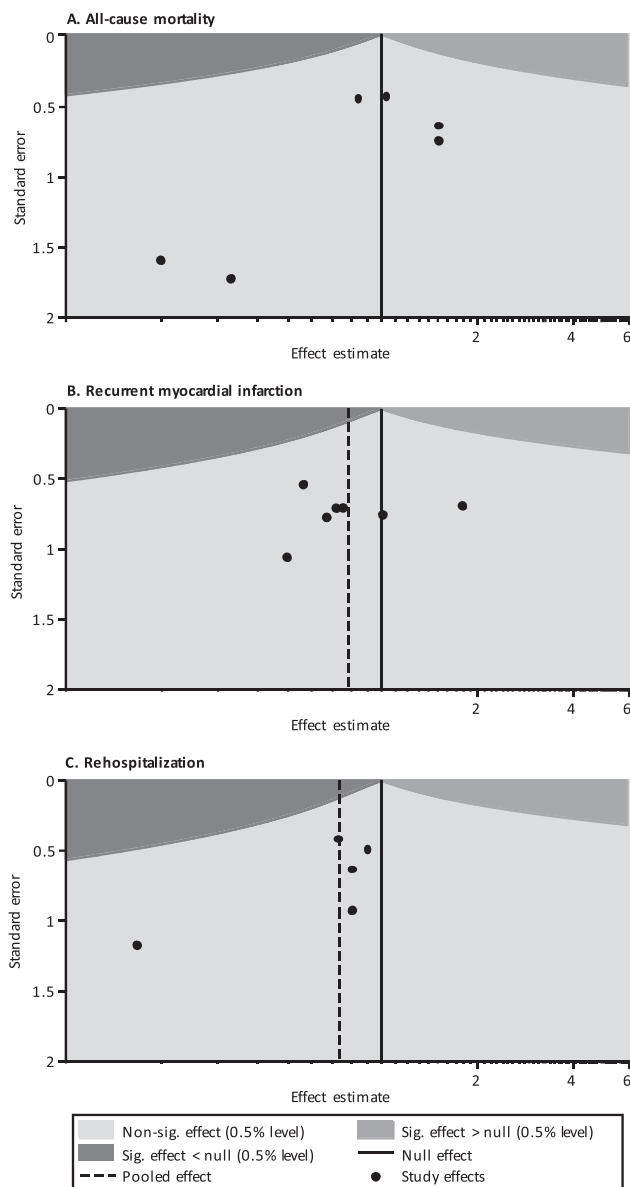 A. All-cause mortality
0
0.5
1
1.5
2
Standard error
2 4 6
Effect estimate
B. Recurrent myocardial infarction
0
0.5
1
1.5
2
Standard error
2 4 6
Effect estimate
C. Rehospitalization
0
0.5
1
1.5
2
Standard error
2 4 6
Effect estimate
Non-sig. effect (0.5% level) Sig. effect > null (0.5% level)
Sig. effect < null (0.5% level) Null effect
Pooled effect Study effects